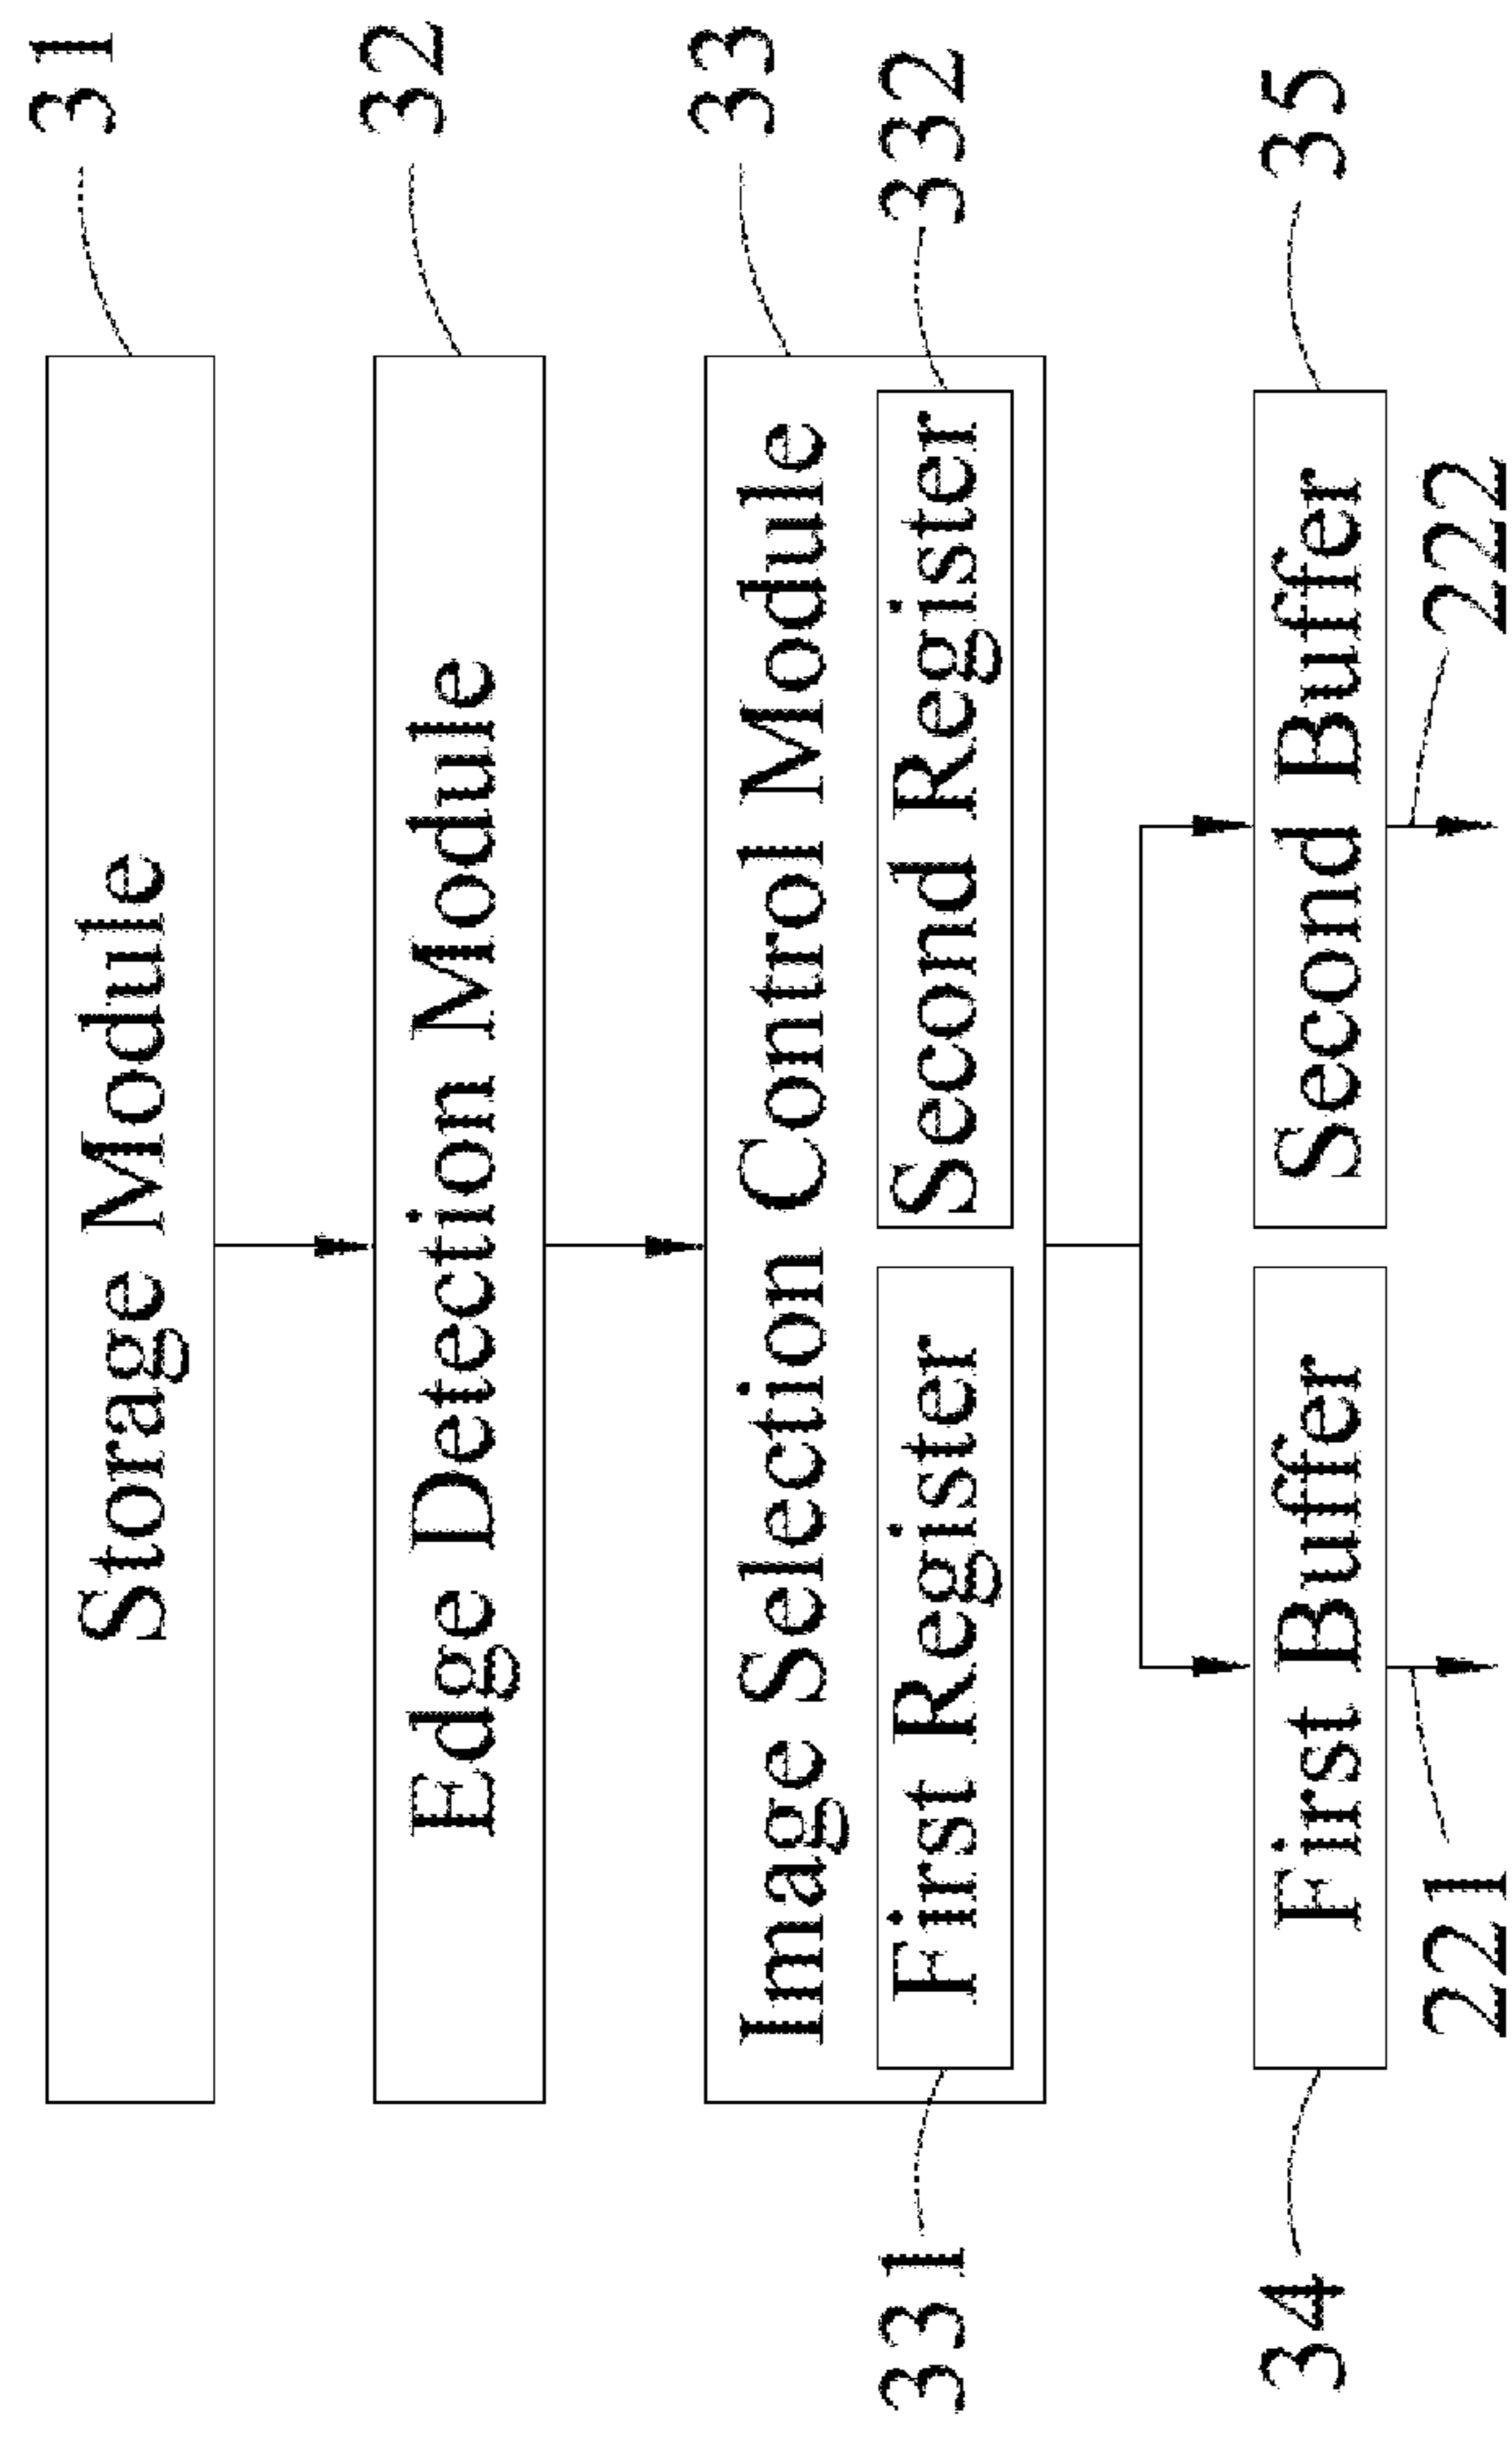 31
Storage Module
32
Edge Detection Module
33
Image Selection Control Module
331
First Register
Second Register
332
34
First Buffer
Second Buffer
35
221
222